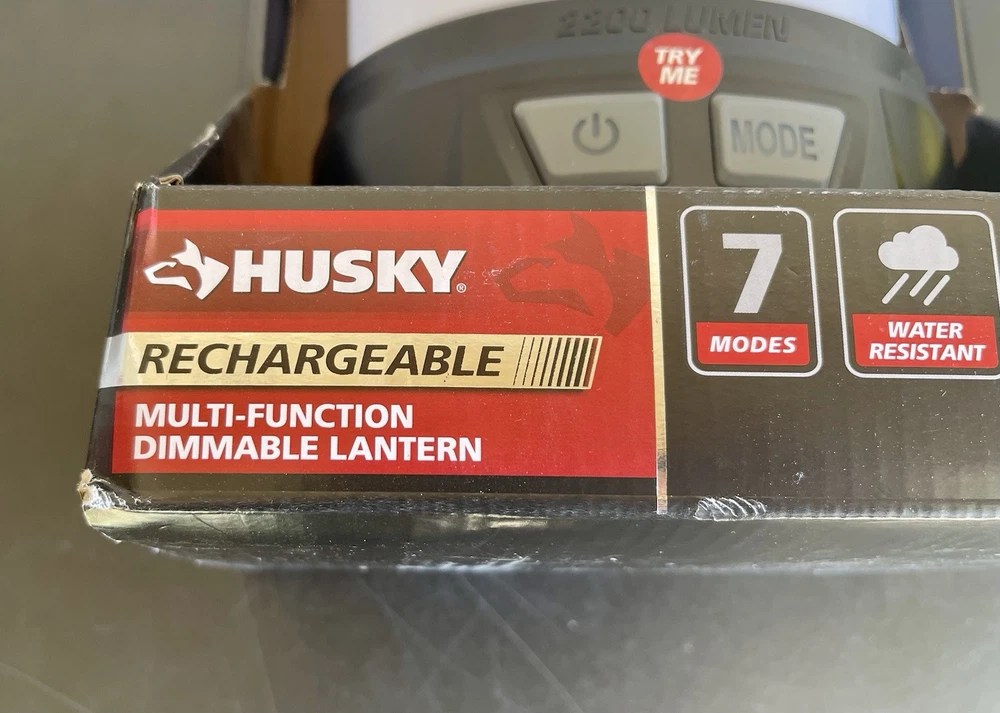 2200 LUMEN
TRY
ME
MODE
HUSKY®
RECHARGEABLE
MULTI-FUNCTION
DIMMABLE LANTERN
7
MODES
WATER
RESISTANT